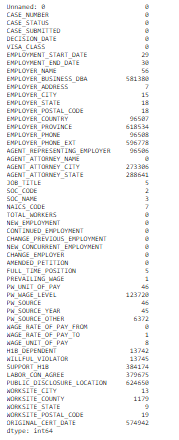 Unnamed: 0 0
CASE_NUMBER 0
CASE_STATUS 0
CASE_SUBMITTED 0
DECISION_DATE 0
VISA_CLASS 0
EMPLOYMENT_START_DATE 29
EMPLOYMENT_END_DATE 30
EMPLOYER_NAME 56
EMPLOYER_BUSINESS_DBA 581380
EMPLOYER_ADDRESS 7
EMPLOYER_CITY 15
EMPLOYER_STATE 18
EMPLOYER_POSTAL_CODE 18
EMPLOYER_COUNTRY 96507
EMPLOYER_PROVINCE 618534
EMPLOYER_PHONE 96508
EMPLOYER_PHONE_EXT 596778
AGENT_REPRESENTING_EMPLOYER 96506
AGENT_ATTORNEY_NAME 0
AGENT_ATTORNEY_CITY 273306
AGENT_ATTORNEY_STATE 288641
JOB_TITLE 5
SOC_CODE 2
SOC_NAME 3
NAICS_CODE 7
TOTAL_WORKERS 0
NEW_EMPLOYMENT 0
CONTINUED_EMPLOYMENT 0
CHANGE_PREVIOUS_EMPLOYMENT 0
NEW_CONCURRENT_EMPLOYMENT 0
CHANGE_EMPLOYER 0
AMENDED_PETITION 0
FULL_TIME_POSITION 5
PREVAILING_WAGE 1
PW_UNIT_OF_PAY 46
PW_WAGE_LEVEL 123720
PW_SOURCE 46
PW_SOURCE_YEAR 45
PW_SOURCE_OTHER 6372
WAGE_RATE_OF_PAY_FROM 0
WAGE_RATE_OF_PAY_TO 1
WAGE_UNIT_OF_PAY 8
H1B_DEPENDENT 13742
WILLFUL_VIOLATOR 13745
SUPPORT_H1B 384174
LABOR_CON_AGREE 379675
PUBLIC_DISCLOSURE_LOCATION 624650
WORKSITE_CITY 13
WORKSITE_COUNTY 1179
WORKSITE_STATE 9
WORKSITE_POSTAL_CODE 19
ORIGINAL_CERT_DATE 574942
dtype: int64